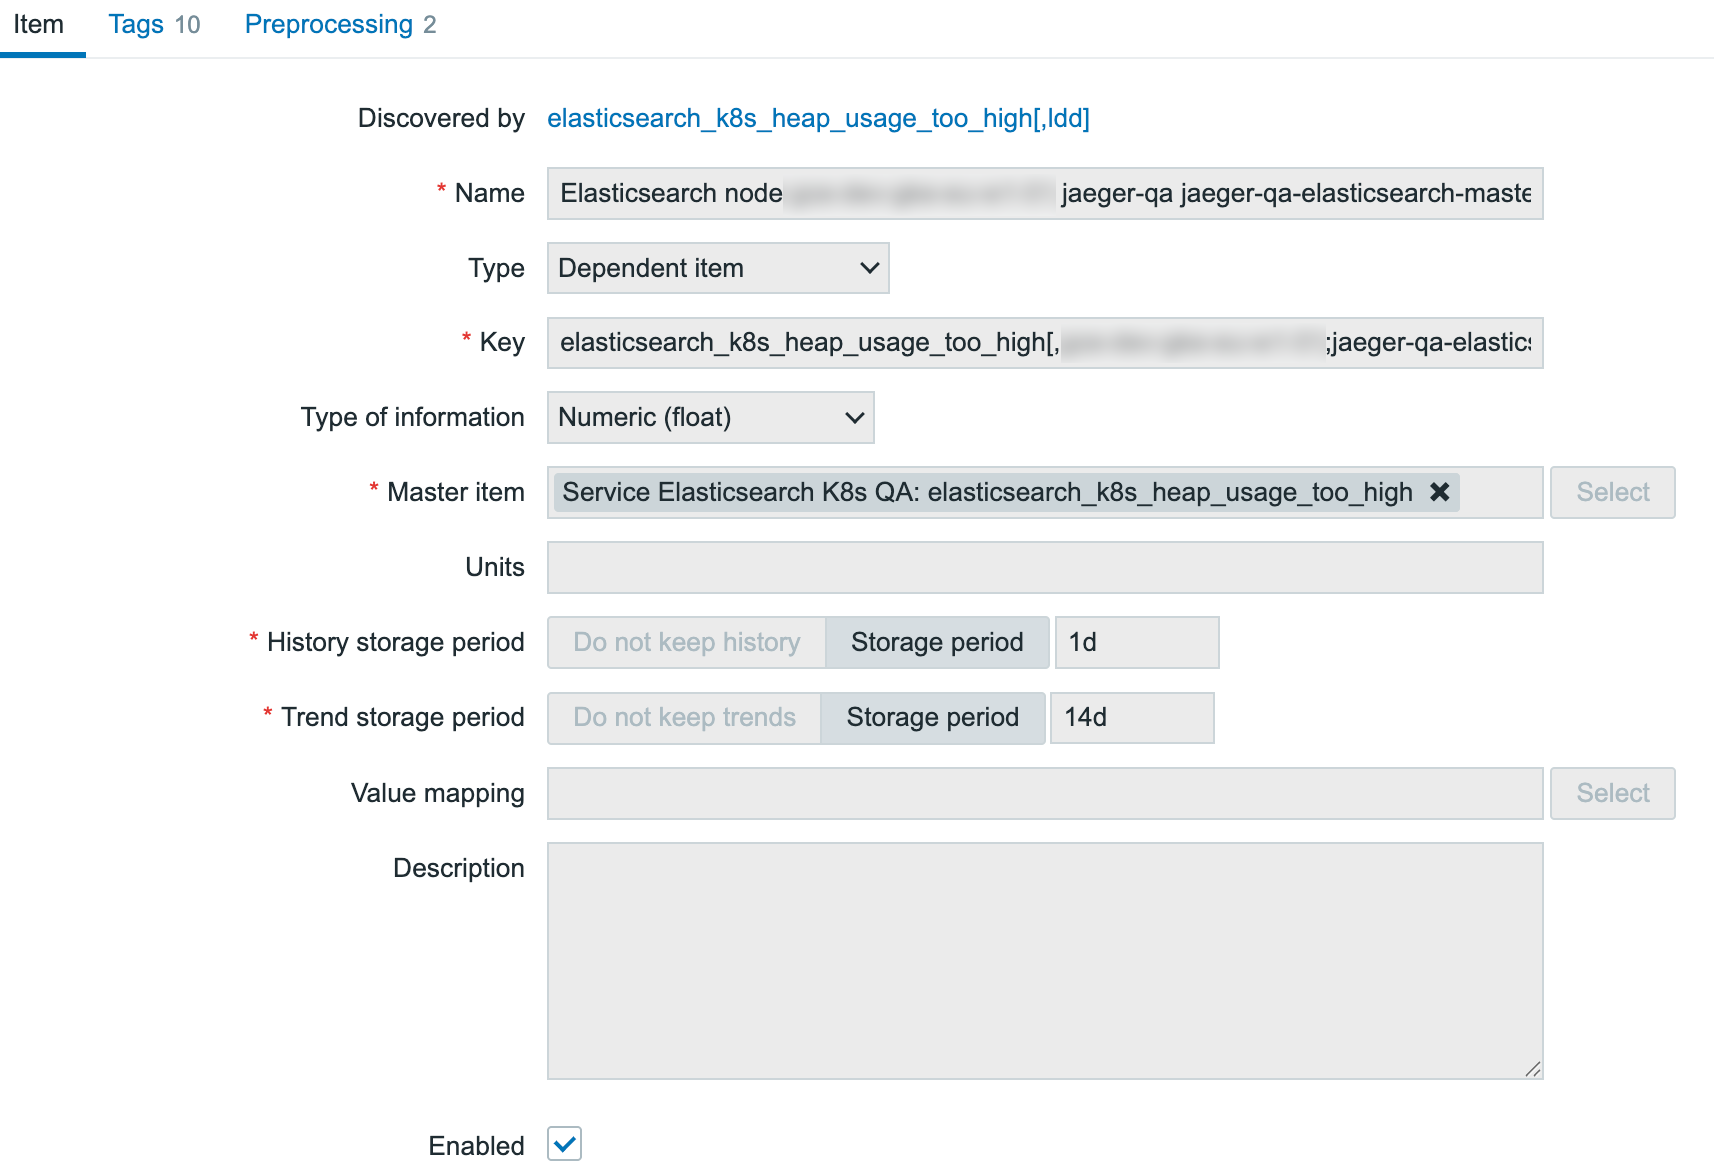 Item Tags 10 Preprocessing 2
Discovered by elasticsearch_k8s_heap_usage_too_high[,ldd]
* Name Elasticsearch node jaeger-qa jaeger-qa-elasticsearch-maste
Type Dependent item
* Key elasticsearch_k8s_heap_usage_too_high[, ;jaeger-qa-elastics
Type of information Numeric (float)
* Master item Service Elasticsearch K8s QA: elasticsearch_k8s_heap_usage_too_high Select
Units
* History storage period Do not keep history Storage period 1d
* Trend storage period Do not keep trends Storage period 14d
Value mapping Select
Description
Enabled